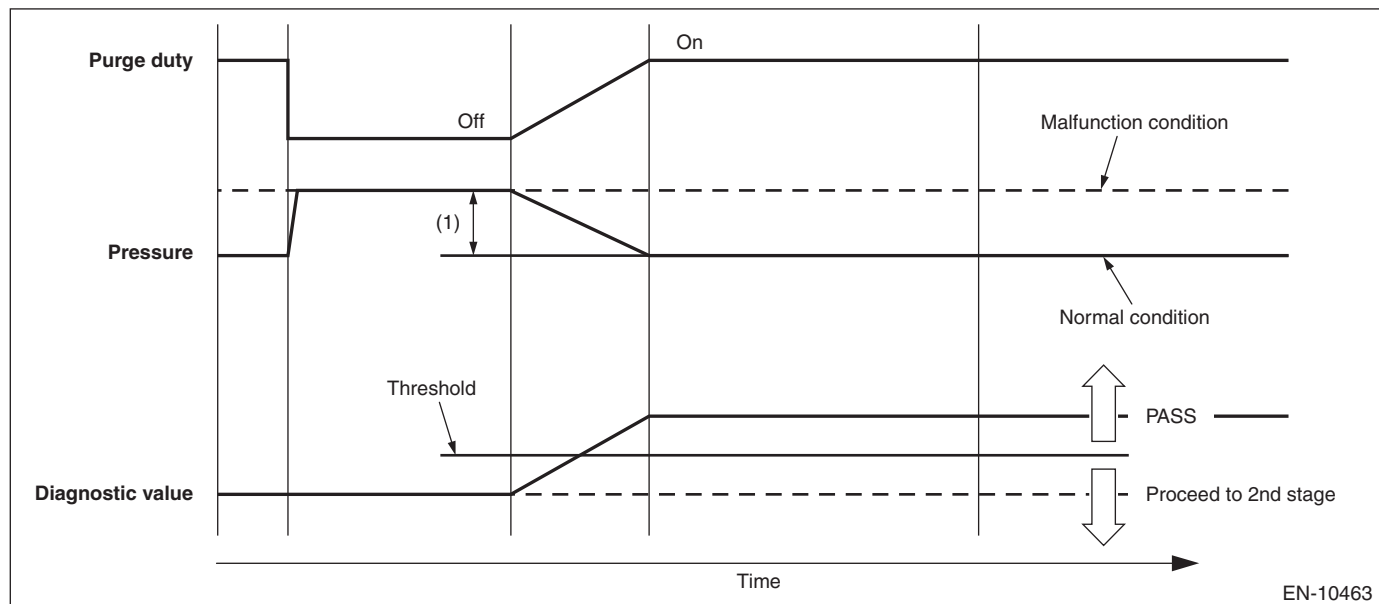 On
Purge duty
Off
Malfunction condition
(1)
Pressure
Normal condition
Threshold
PASS
Diagnostic value
Proceed to 2nd stage
Time
EN-10463